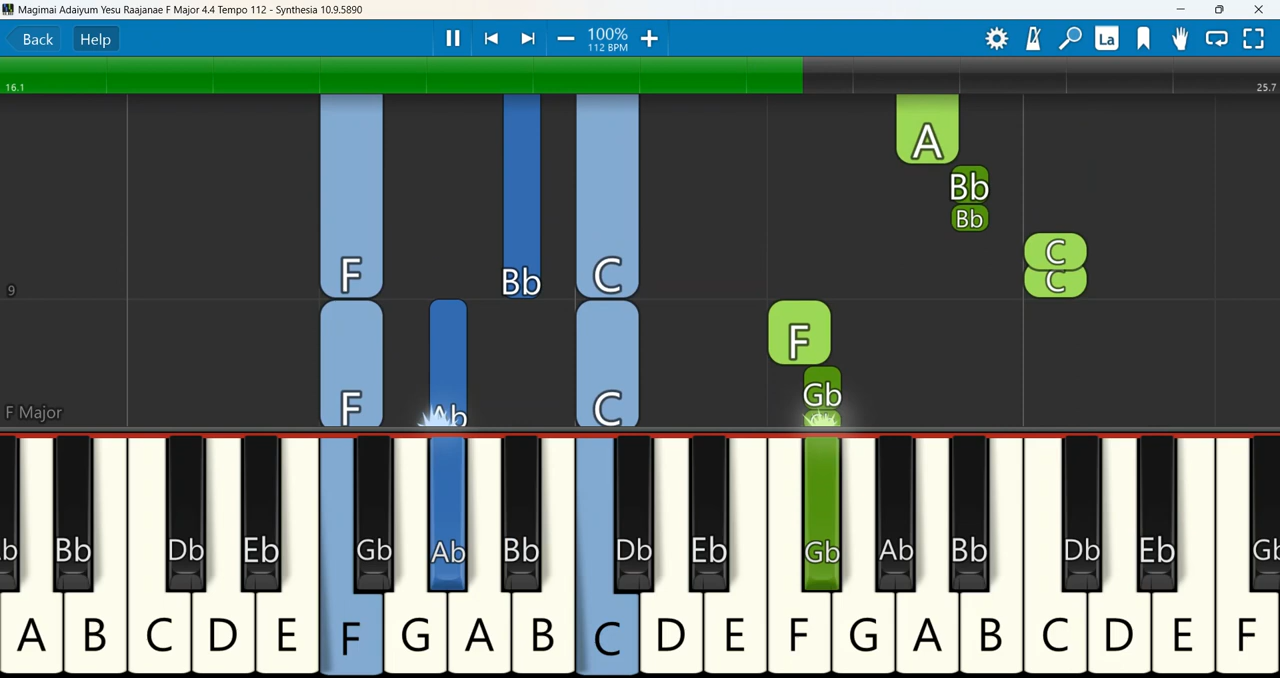 Magimai Adaiyum Yesu Raajanae F Major 4.4 Tempo 112 - Synthesia 10.9.5890
Back Help 100% La
112 BPM
16.1 25.7
A
Bb
Bb
C
F Bb C C
9
F
Gb
F Ab C
F Major
Bb Db Eb Gb Ab Bb Db Eb Gb Ab Bb Db Eb
A B C D E F G A B C D E F G A B C D E F